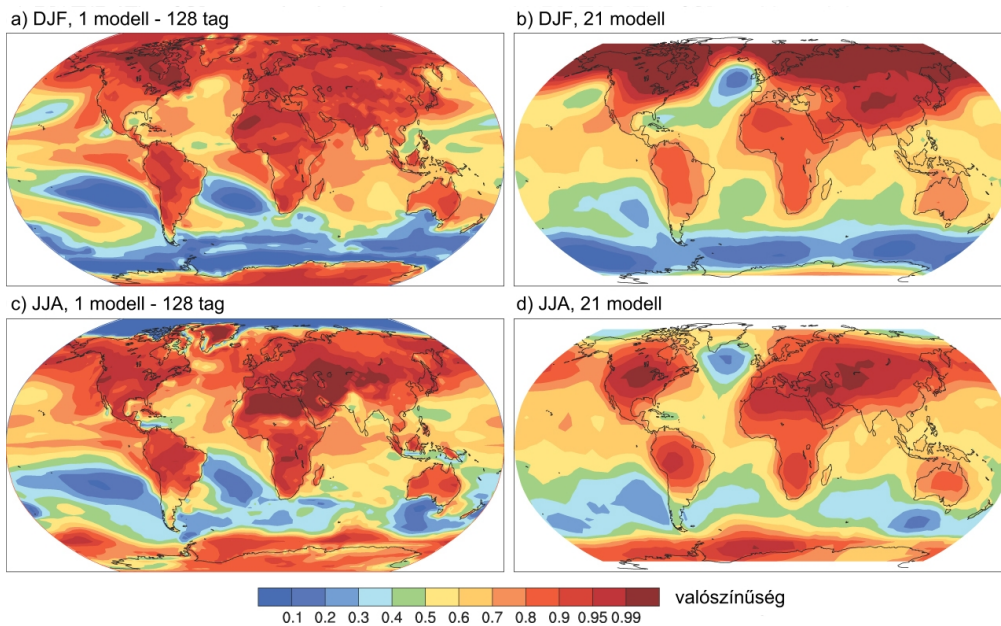 a) DJF, 1 modell - 128 tag
b) DJF, 21 modell
c) JJA, 1 modell - 128 tag
d) JJA, 21 modell
0.1 0.2 0.3 0.4 0.5 0.6 0.7 0.8 0.9 0.95 0.99
valószínűség